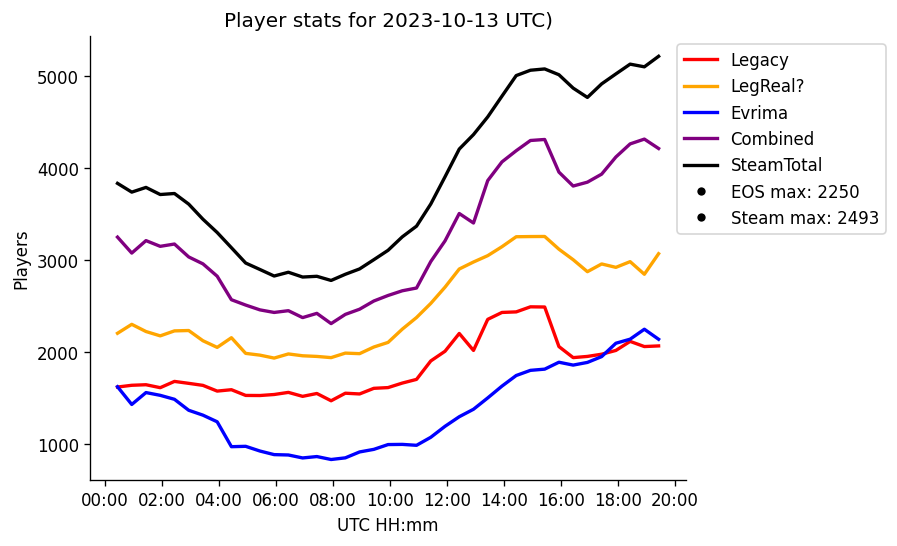 Player stats for 2023-10-13 UTC)
Legacy
LegReal?
Evrima
Combined
SteamTotal
EOS max: 2250
Steam max: 2493
Players
5000
4000
3000
2000
1000
00:00 02:00 04:00 06:00 08:00 10:00 12:00 14:00 16:00 18:00 20:00
UTC HH:mm